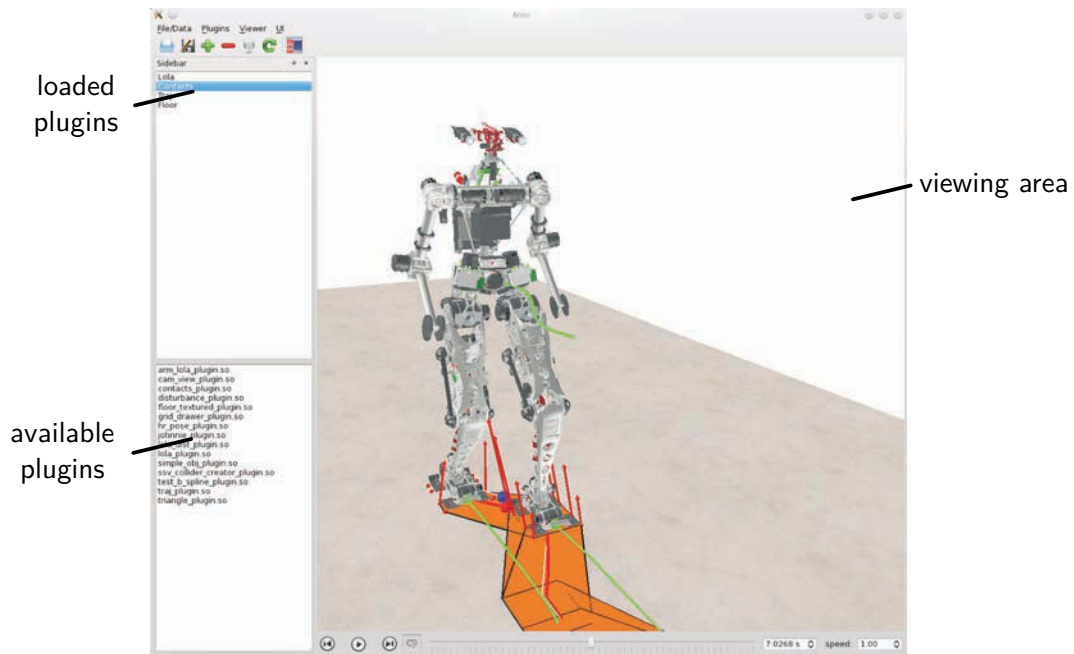 Anim
File/Data Plugins Viewer UI
Sidebar
Lola
Contacts
Floor
loaded
plugins
viewing area
arm_lola_plugin.so
cam_view_plugin.so
contacts_plugin.so
disturbance_plugin.so
floor_textured_plugin.so
grid_drawer_plugin.so
hr_pose_plugin.so
johnnie_plugin.so
lola_plugin.so
simple_obj_plugin.so
ssv_collider_creator_plugin.so
test_b_spline_plugin.so
traj_plugin.so
triangle_plugin.so
available
plugins
7.0268 s speed: 1.00